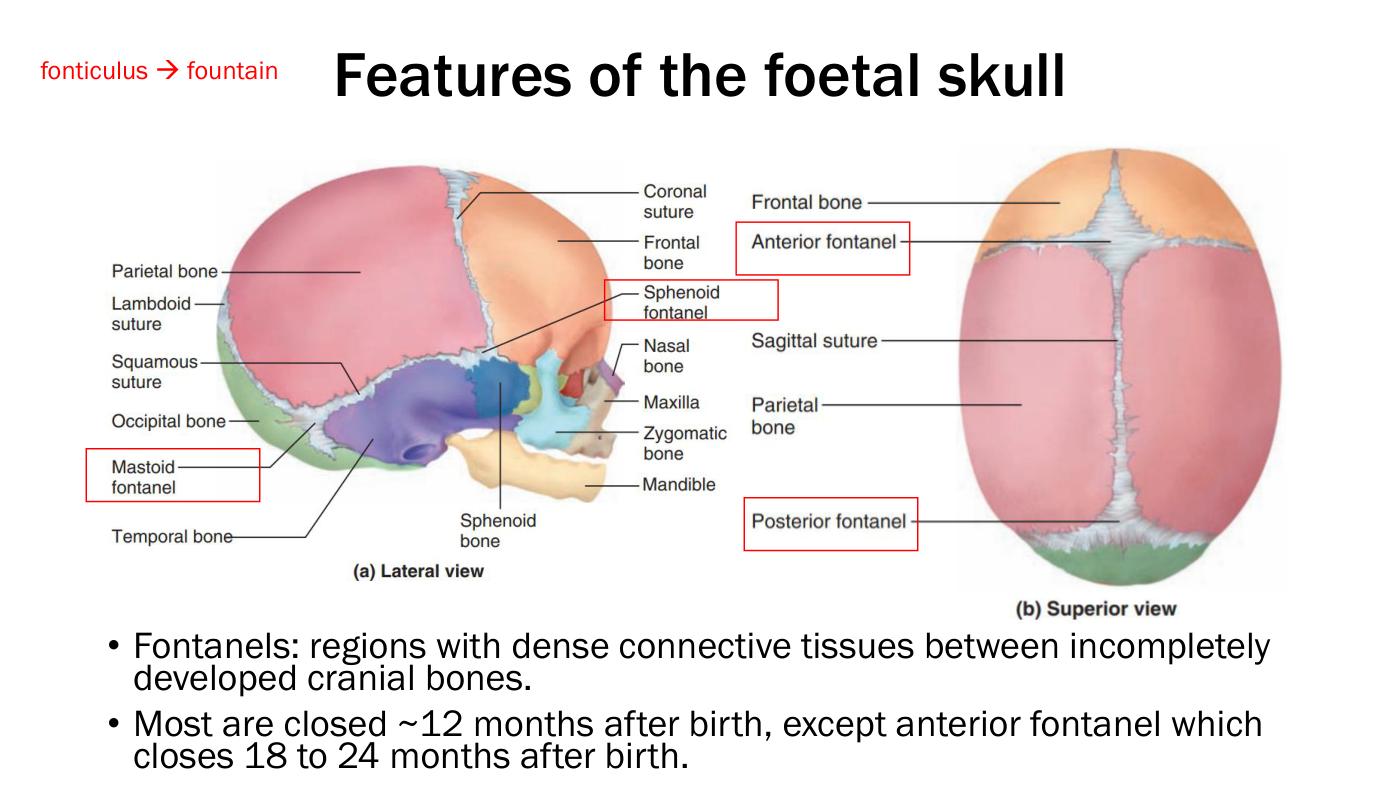 fonticulus → fountain
Features of the foetal skull
Parietal bone
Lambdoid
suture
Squamous
suture
Occipital bone
Mastoid
fontanel
Temporal bone
Coronal
suture
Frontal
bone
Sphenoid
fontanel
Nasal
bone
Maxilla
Zygomatic
bone
Mandible
Sphenoid
bone
(a) Lateral view
Frontal bone
Anterior fontanel
Sagittal suture
Parietal
bone
Posterior fontanel
(b) Superior view
• Fontanels: regions with dense connective tissues between incompletely
developed cranial bones.
• Most are closed ~12 months after birth, except anterior fontanel which
closes 18 to 24 months after birth.